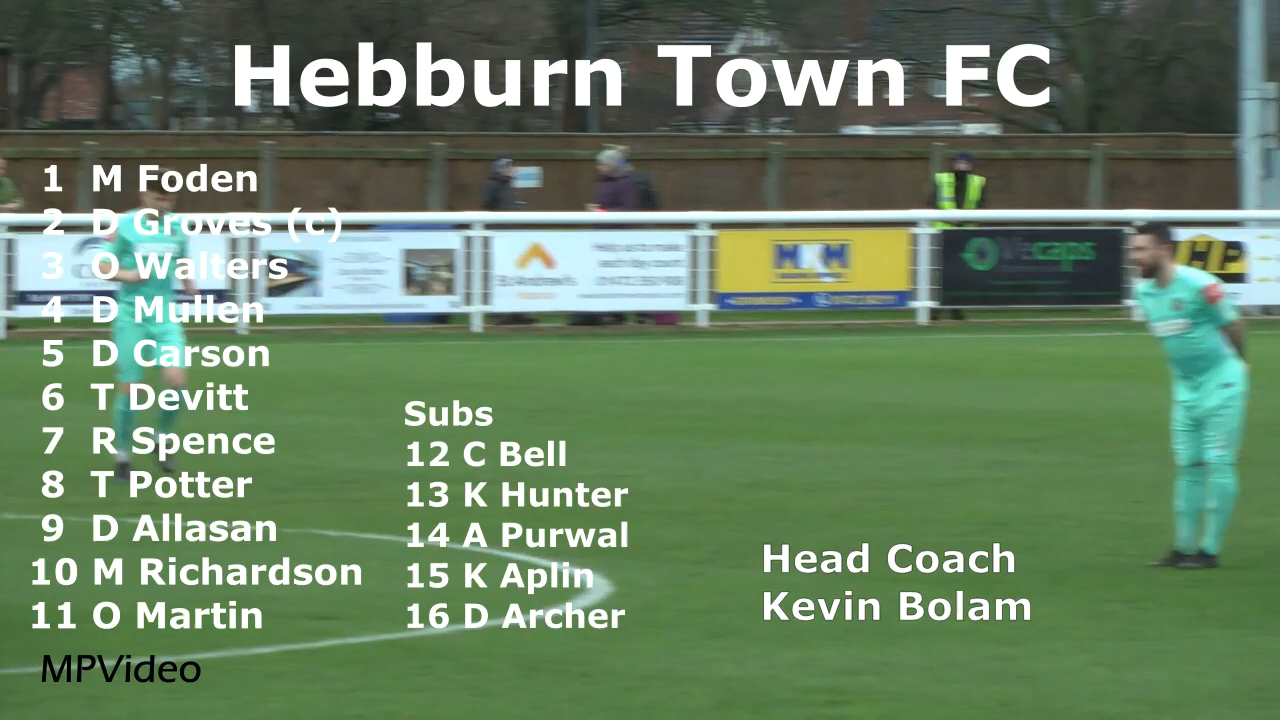 Hebburn Town FC
1 M Foden
2 D Groves (c)
3 O Walters
4 D Mullen
5 D Carson
6 T Devitt
7 R Spence
8 T Potter
9 D Allasan
10 M Richardson
11 O Martin
Subs
12 C Bell
13 K Hunter
14 A Purwal
15 K Aplin
16 D Archer
Head Coach
Kevin Bolam
MPVideo
St Andrew's